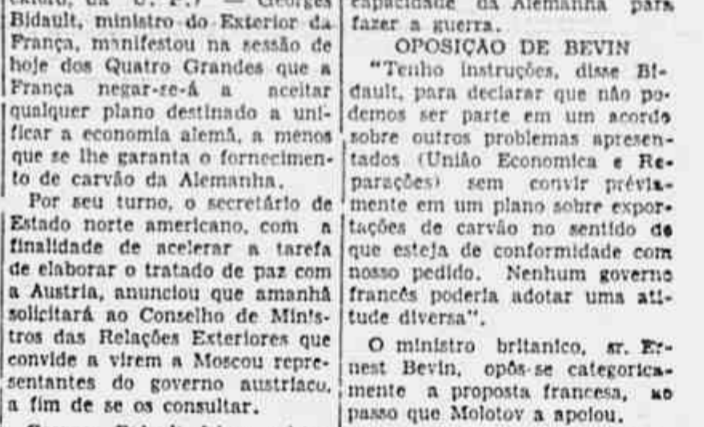 Bidault, ministro do Exterior da
França, manifestou na sessão de
hoje dos Quatro Grandes que a
França negar-se-á a aceitar
qualquer plano destinado a uni-
ficar a economia alemã, a menos
que se lhe garanta o fornecimen-
to de carvão da Alemanha.
Por seu turno, o secretário de
Estado norte americano, com a
finalidade de acelerar a tarefa
de elaborar o tratado de paz com
a Austria, anunciou que amanhã
solicitará ao Conselho de Minis-
tros das Relações Exteriores que
convide a virem a Moscou repre-
sentantes do governo austriaco,
a fim de se os consultar.
capacidade da Alemanha para
fazer a guerra.
OPOSIÇÃO DE BEVIN
"Tenho instruções, disse Bi-
dault, para declarar que não po-
demos ser parte em um acordo
sobre outros problemas apresen-
tados (União Economica e Re-
parações) sem convir prévia-
mente em um plano sobre expor-
tações de carvão no sentido de
que esteja de conformidade com
nosso pedido. Nenhum governo
francês poderia adotar uma ati-
tude diversa".
O ministro britanico, sr. Er-
nest Bevin, opôs-se categorica-
mente a proposta francesa, ao
passo que Molotov a apoiou.